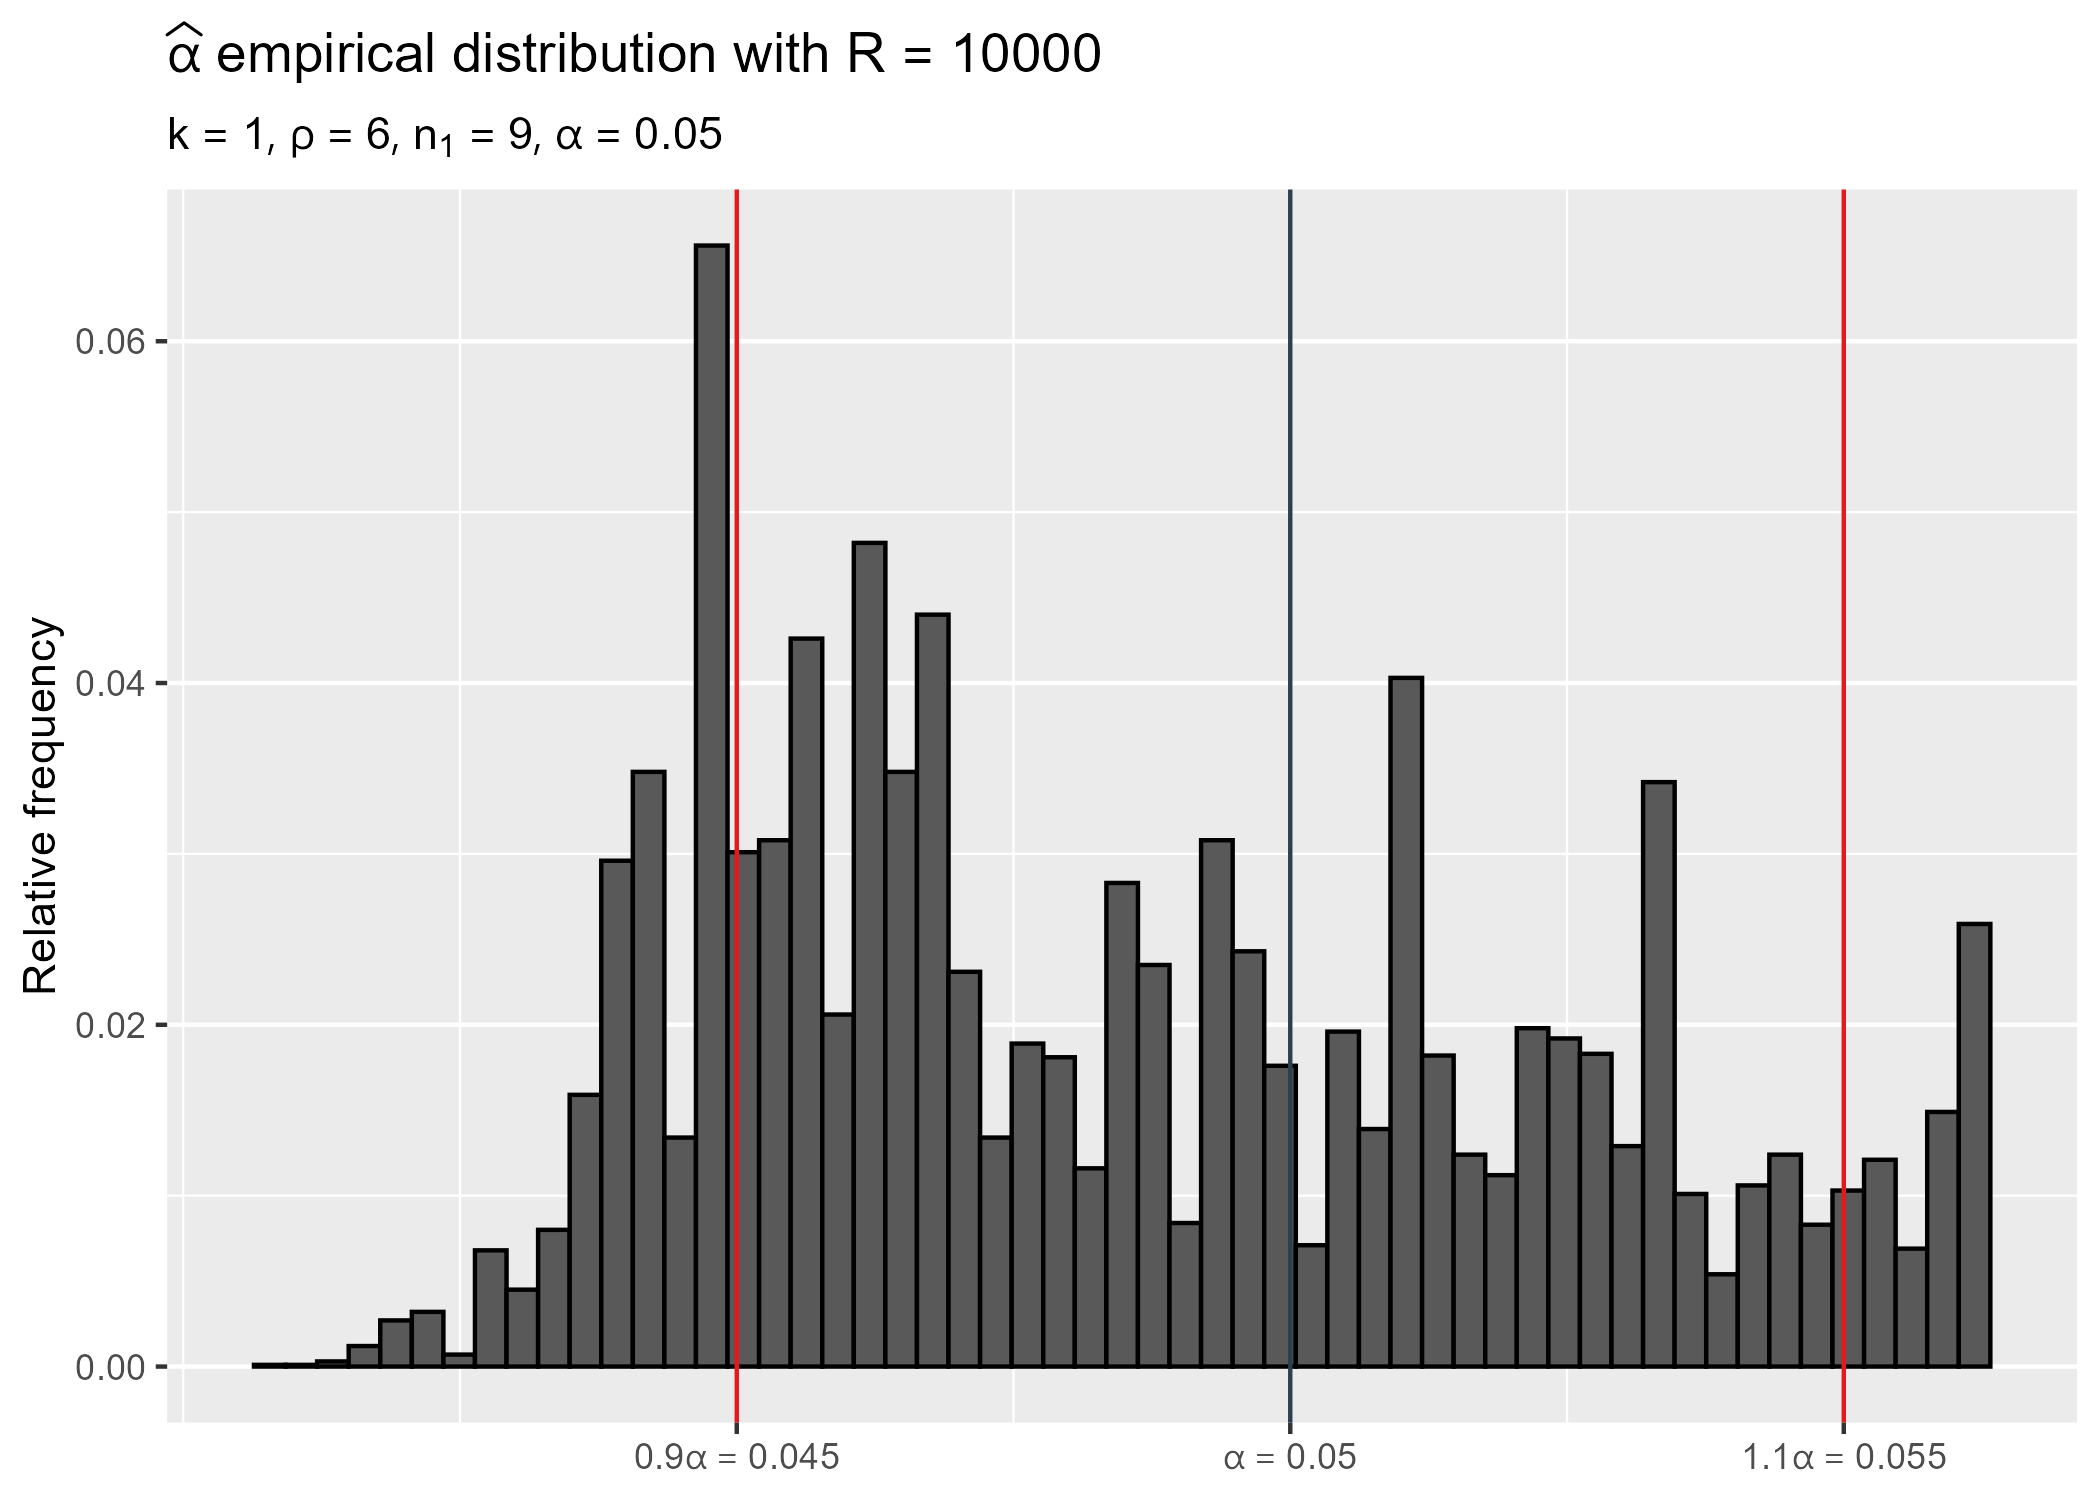 α̂ empirical distribution with R = 10000
k = 1, ρ = 6, n₁ = 9, α = 0.05
Relative frequency
0.06
0.04
0.02
0.00
0.9α = 0.045
α = 0.05
1.1α = 0.055